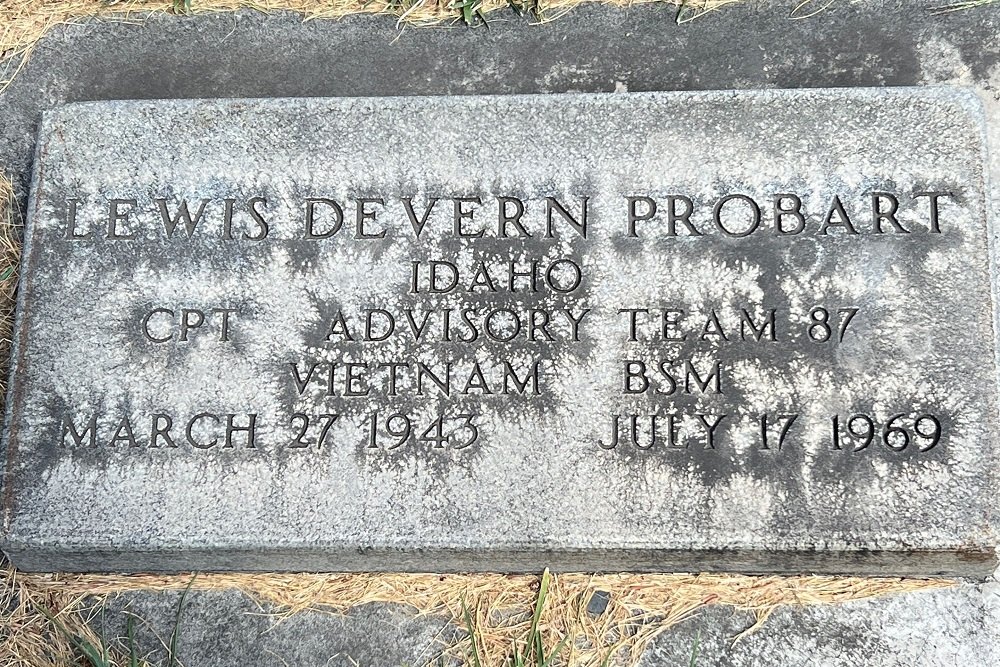 LEWIS DEVERN PROBART
IDAHO
CPT ADVISORY TEAM 87
VIETNAM BSM
MARCH 27 1943 JULY 17 1969